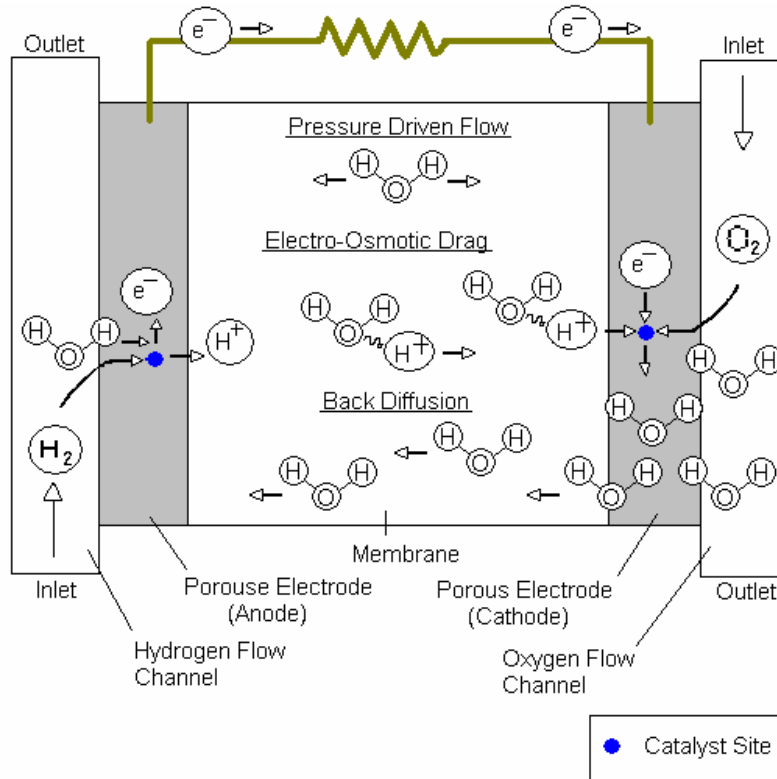 e⁻
e⁻
Outlet
Inlet
Pressure Driven Flow
H
H
O
Electro-Osmotic Drag
O₂
e⁻
e⁻
H
H
O
H⁺
H
H
O
H⁺
H
H
O
H⁺
H
H
O
Back Diffusion
H₂
H
H
O
H
H
O
H
H
O
H
H
O
H
H
O
Membrane
Inlet
Outlet
Porouse Electrode
(Anode)
Porous Electrode
(Cathode)
Hydrogen Flow
Channel
Oxygen Flow
Channel
Catalyst Site